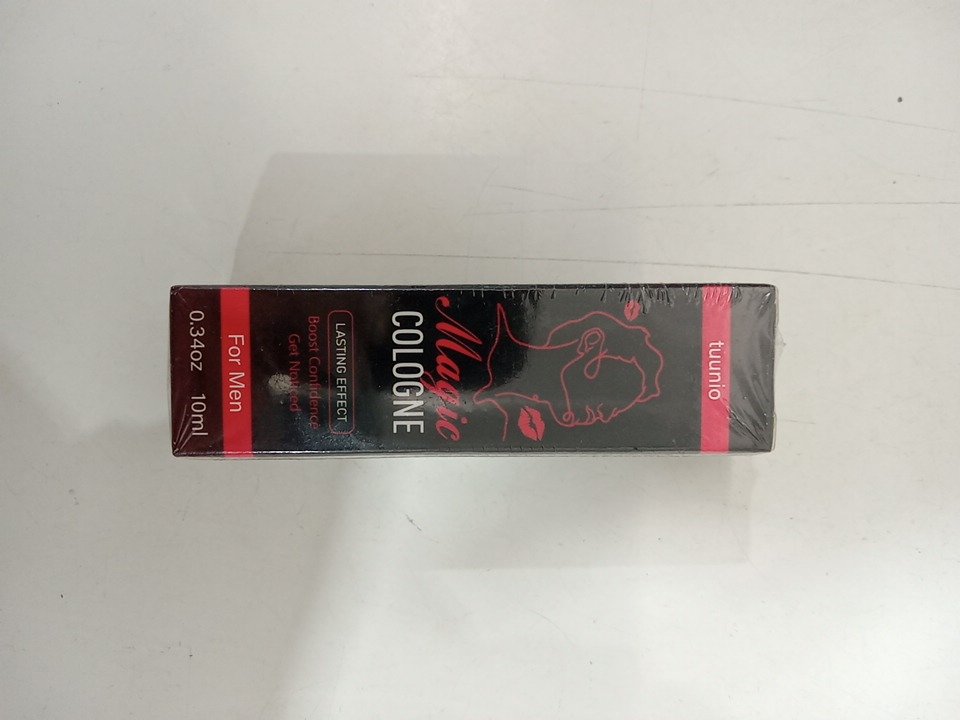 tuunio
Magic
COLOGNE
LASTING EFFECT
Boost Confidence
Get Noticed
For Men
0.34oz 10ml